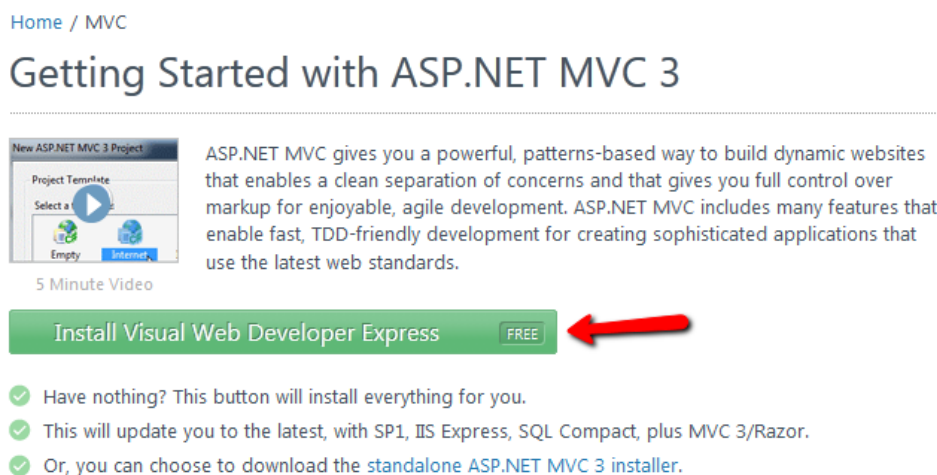 Home / MVC
Getting Started with ASP.NET MVC 3
New ASP.NET MVC 3 Project
Project Template
Select a
Empty
Internet
5 Minute Video
ASP.NET MVC gives you a powerful, patterns-based way to build dynamic websites
that enables a clean separation of concerns and that gives you full control over
markup for enjoyable, agile development. ASP.NET MVC includes many features that
enable fast, TDD-friendly development for creating sophisticated applications that
use the latest web standards.
Install Visual Web Developer Express FREE
Have nothing? This button will install everything for you.
This will update you to the latest, with SP1, IIS Express, SQL Compact, plus MVC 3/Razor.
Or, you can choose to download the standalone ASP.NET MVC 3 installer.